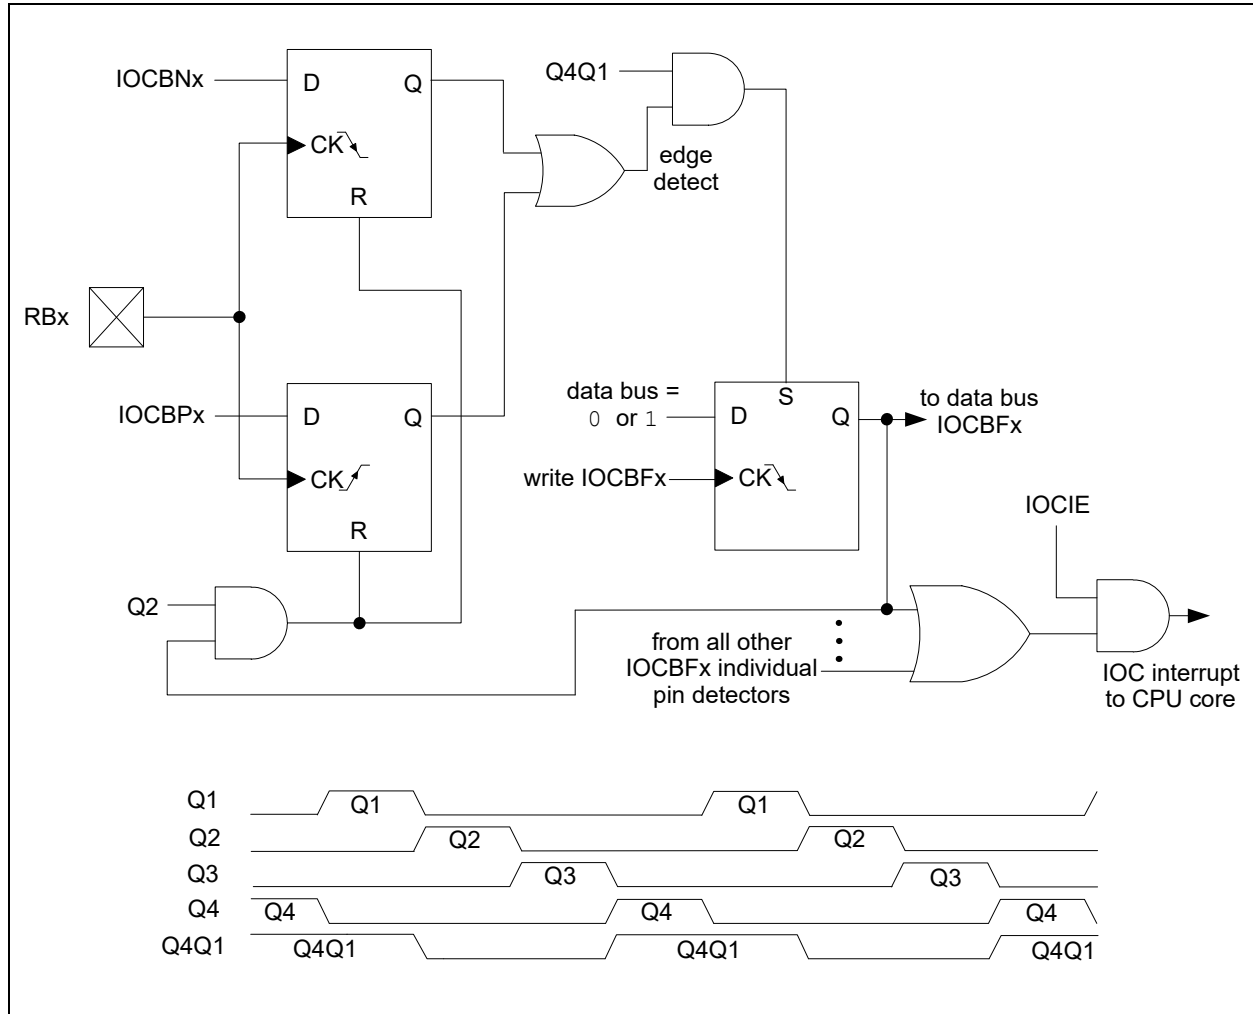 IOCBNx
D
Q
CK
R
Q4Q1
edge
detect
RBx
IOCBPx
D
Q
CK
R
data bus =
0 or 1
S
D
Q
to data bus
IOCBFx
write IOCBFx
CK
IOCIE
Q2
from all other
IOCBFx individual
pin detectors
IOC interrupt
to CPU core
Q1 Q1 Q1
Q2 Q2 Q2
Q3 Q3 Q3
Q4 Q4 Q4 Q4
Q4Q1 Q4Q1 Q4Q1 Q4Q1